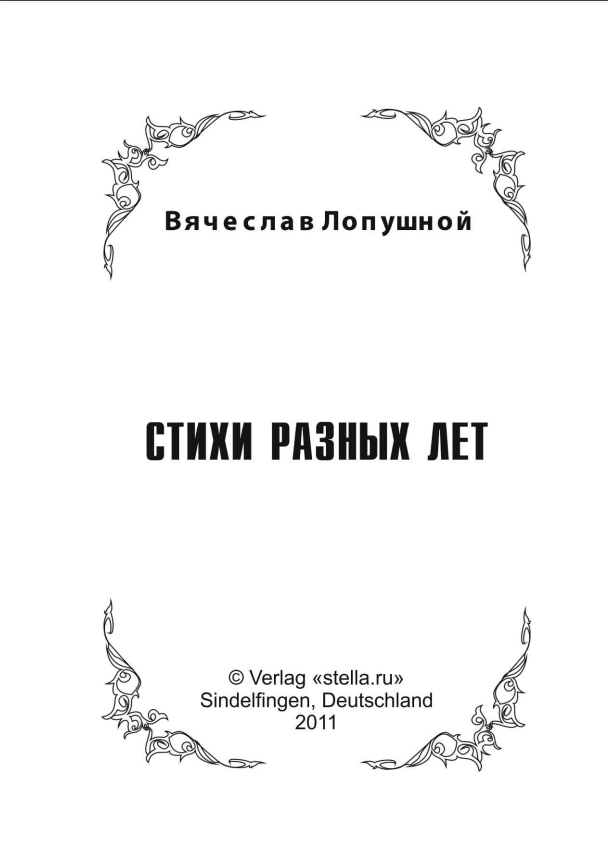 Вячеслав Лопушной
СТИХИ РАЗНЫХ ЛЕТ
© Verlag «stella.ru»
Sindelfingen, Deutschland
2011